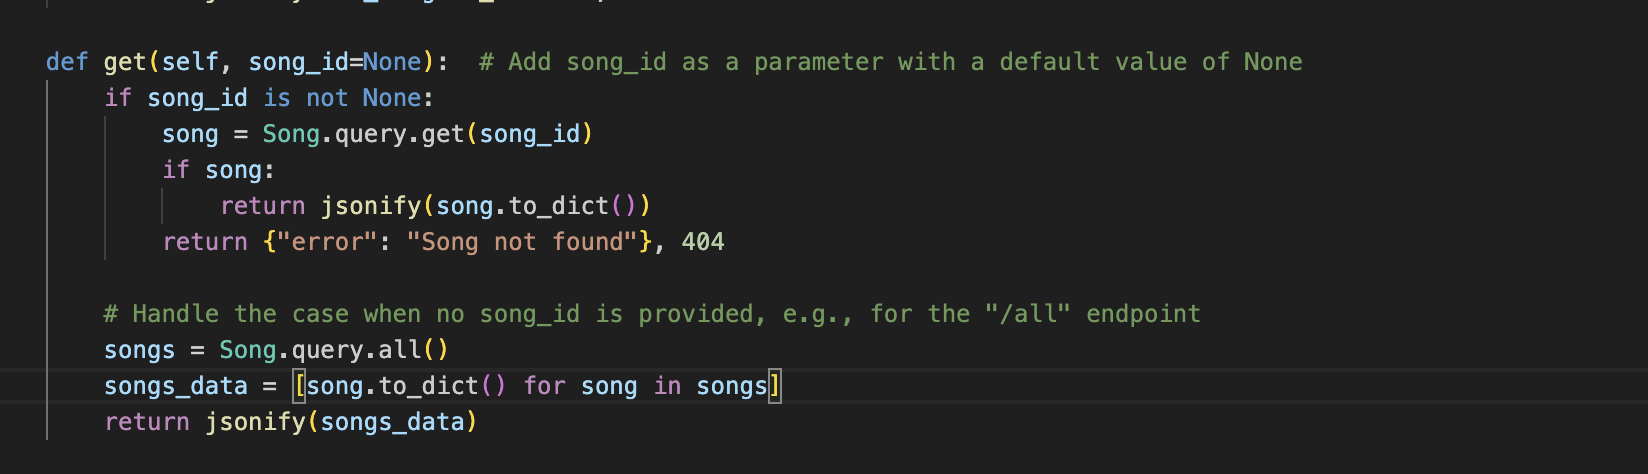 def get(self, song_id=None):  # Add song_id as a parameter with a default value of None
    if song_id is not None:
        song = Song.query.get(song_id)
        if song:
            return jsonify(song.to_dict())
        return {"error": "Song not found"}, 404

    # Handle the case when no song_id is provided, e.g., for the "/all" endpoint
    songs = Song.query.all()
    songs_data = [song.to_dict() for song in songs]
    return jsonify(songs_data)